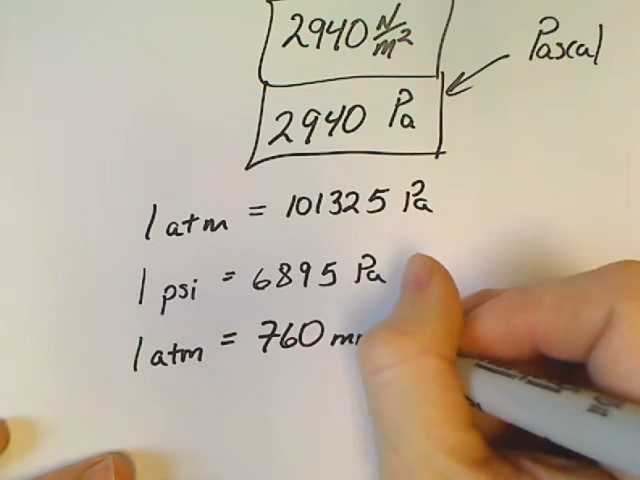 2940 N/m²
Pascal
2940 Pa
1 atm = 101325 Pa
1 psi = 6895 Pa
1 atm = 760 m